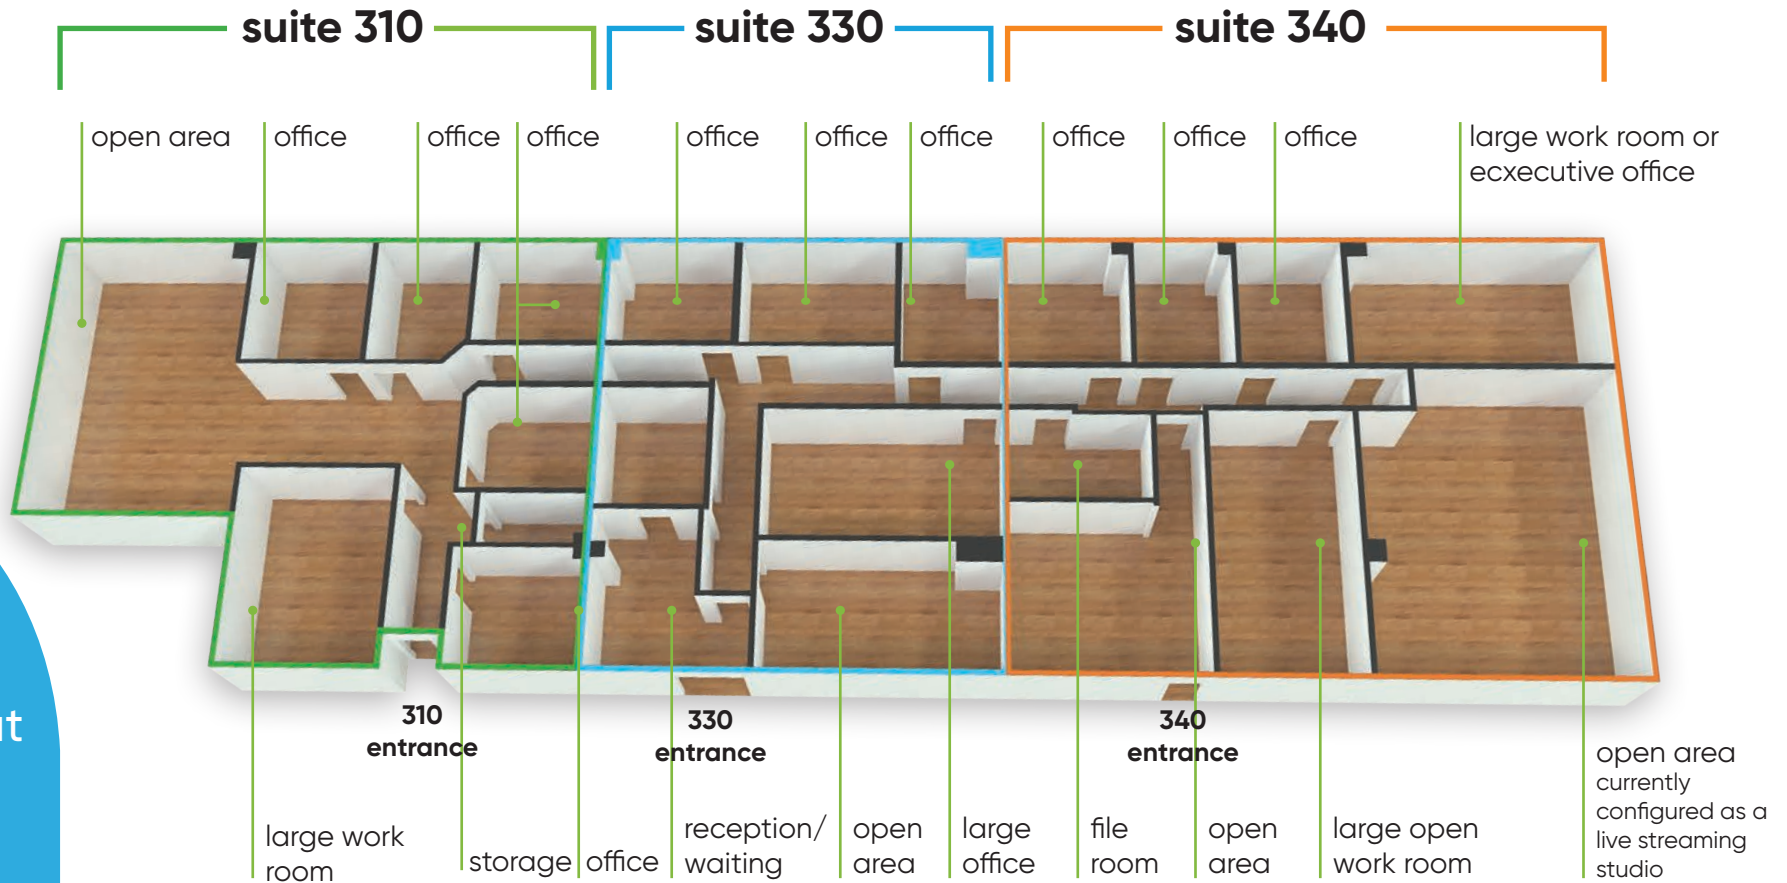 suite 310
suite 330
suite 340
open area
office
office
office
office
office
office
office
office
office
large work room or
ecxecutive office
310
entrance
330
entrance
340
entrance
large work
room
storage
office
reception/
waiting
open
area
large
office
file
room
open
area
large open
work room
open area
currently
configured as a
live streaming
studio